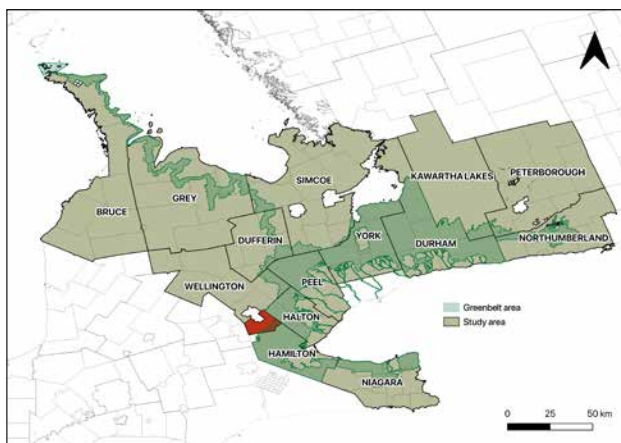 SIMCOE
KAWARTHA LAKES
PETERBOROUGH
BRUCE
GREY
DUFFERIN
YORK
DURHAM
NORTHUMBERLAND
WELLINGTON
PEEL
HALTON
HAMILTON
NIAGARA
Greenbelt area
Study area
0 25 50 km